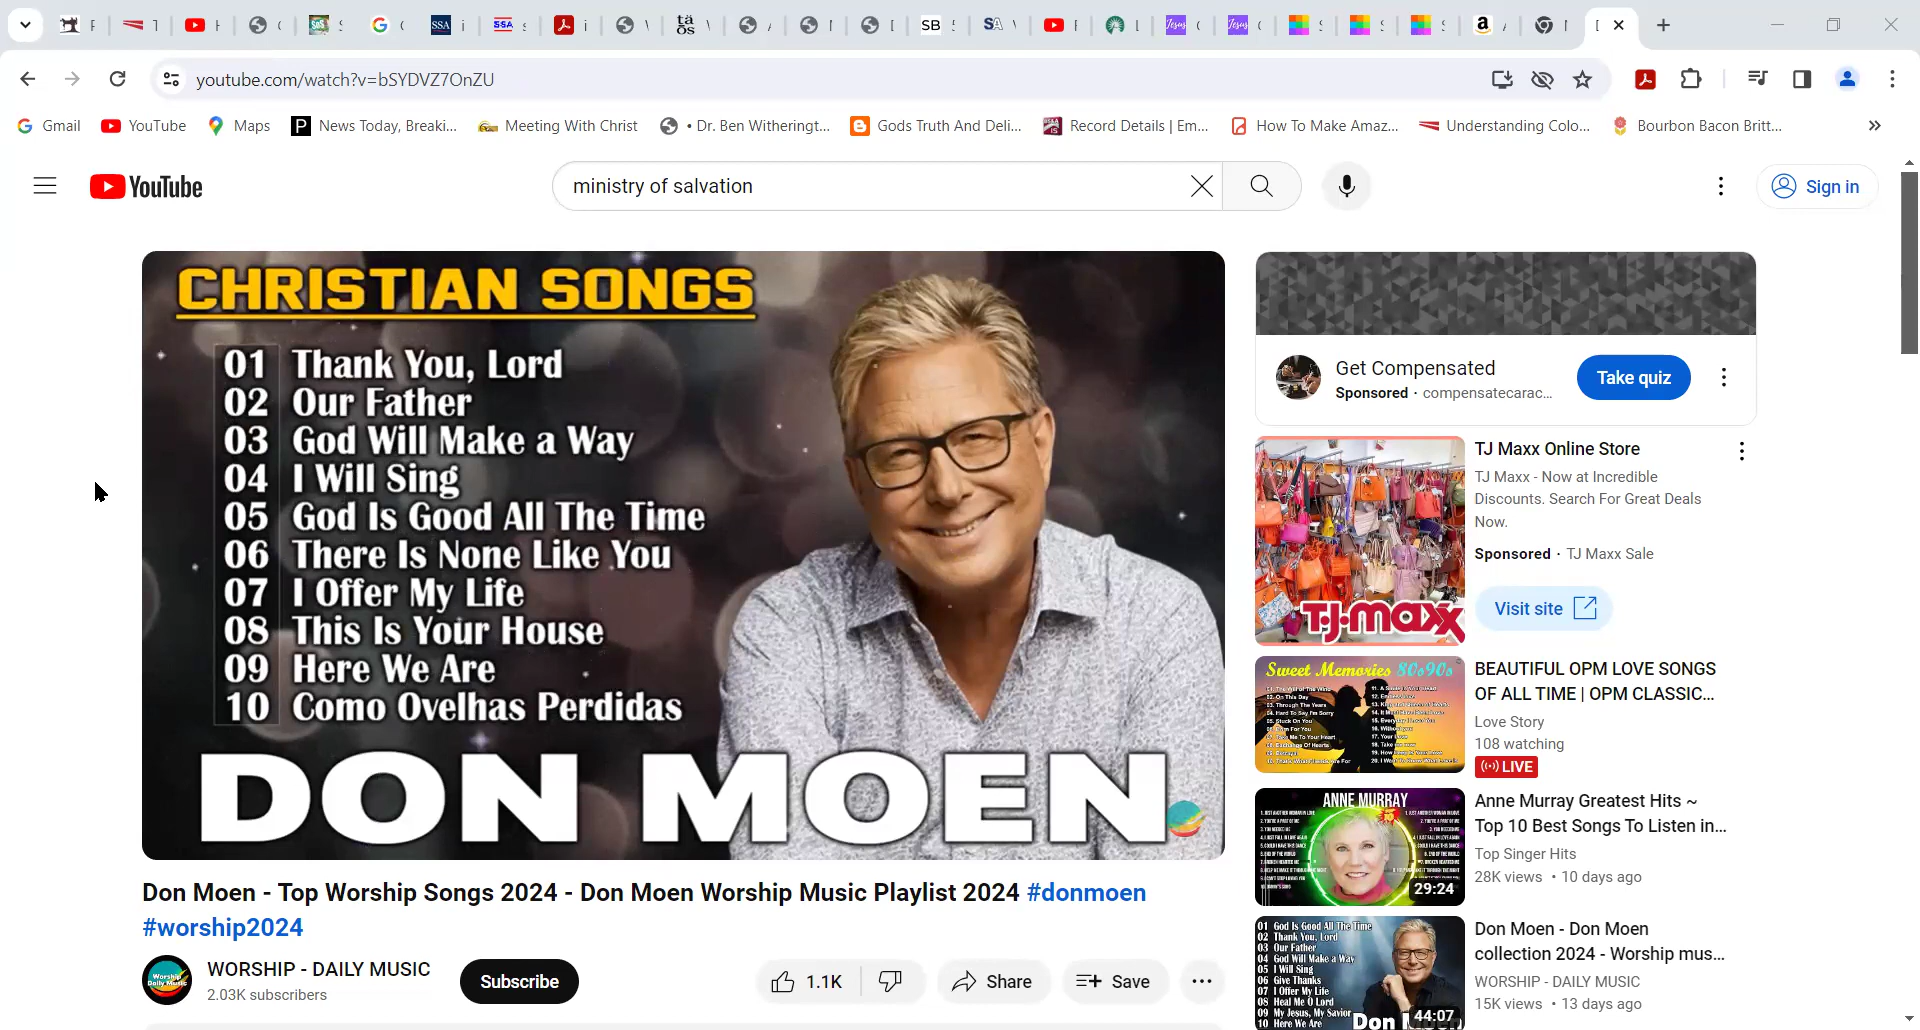 youtube.com/watch?v=bSYDVZ7OnZU
Gmail
YouTube
Maps
News Today, Breaki...
Meeting With Christ
• Dr. Ben Witheringt...
Gods Truth And Deli...
Record Details | Em...
How To Make Amaz...
Understanding Colo...
Bourbon Bacon Britt...
»
YouTube
ministry of salvation
Sign in
CHRISTIAN SONGS
01 Thank You, Lord
02 Our Father
03 God Will Make a Way
04 I Will Sing
05 God Is Good All The Time
06 There Is None Like You
07 I Offer My Life
08 This Is Your House
09 Here We Are
10 Como Ovelhas Perdidas
DON MOEN
Don Moen - Top Worship Songs 2024 - Don Moen Worship Music Playlist 2024 #donmoen
#worship2024
WORSHIP - DAILY MUSIC
2.03K subscribers
Subscribe
1.1K
Share
Save
Get Compensated
Sponsored · compensatecarac...
Take quiz
TJ Maxx Online Store
TJ Maxx - Now at Incredible
Discounts. Search For Great Deals
Now.
Sponsored · TJ Maxx Sale
Visit site
T.J.maxx
Sweet Memories 80s90s
BEAUTIFUL OPM LOVE SONGS
OF ALL TIME | OPM CLASSIC...
Love Story
108 watching
LIVE
ANNE MURRAY
29:24
Anne Murray Greatest Hits ~
Top 10 Best Songs To Listen in...
Top Singer Hits
28K views • 10 days ago
01 God Is Good All The Time
02 Thank You, Lord
03 Our Father
04 God Will Make a Way
05 I Will Sing
06 Give Thanks
07 I Offer My Life
08 Heal Me O Lord
09 My Jesus, My Savior
10 Here We Are
Don Moen
44:07
Don Moen - Don Moen
collection 2024 - Worship mus...
WORSHIP - DAILY MUSIC
15K views • 13 days ago